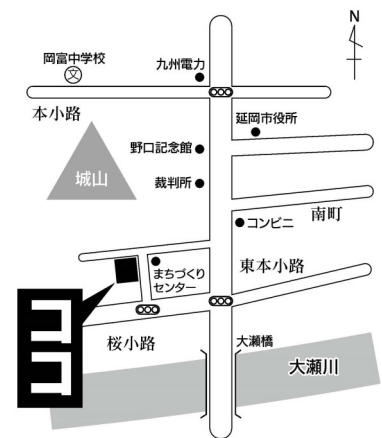 N
岡富中学校
文
九州電力
本小路
延岡市役所
野口記念館
城山
裁判所
南町
コンビニ
東本小路
まちづくり
センター
ココ
桜小路
大瀬橋
大瀬川